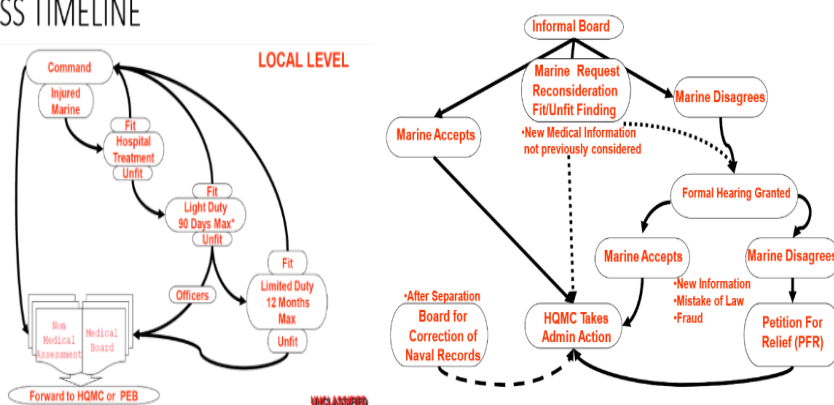 SS TIMELINE
LOCAL LEVEL
Command
Injured
Marine
Fit
Hospital
Treatment
Unfit
Fit
Light Duty
90 Days Max*
Unfit
Officers
Fit
Limited Duty
12 Months
Max
Unfit
Non
Medical
Assessment
Medical
Board
Forward to HQMC or PEB
UNCLASSIFIED
Informal Board
Marine Request
Reconsideration
Fit/Unfit Finding
•New Medical Information
not previously considered
Marine Accepts
Marine Disagrees
Formal Hearing Granted
Marine Accepts
Marine Disagrees
•New Information
•Mistake of Law
•Fraud
•After Separation
Board for
Correction of
Naval Records
HQMC Takes
Admin Action
Petition For
Relief (PFR)